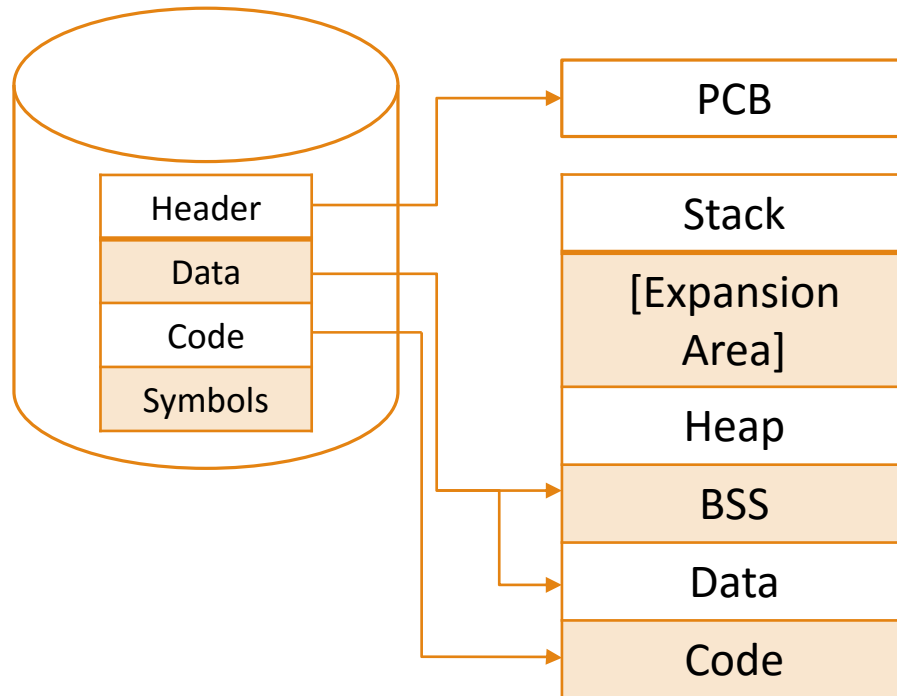 Header
Data
Code
Symbols
PCB
Stack
[Expansion
Area]
Heap
BSS
Data
Code